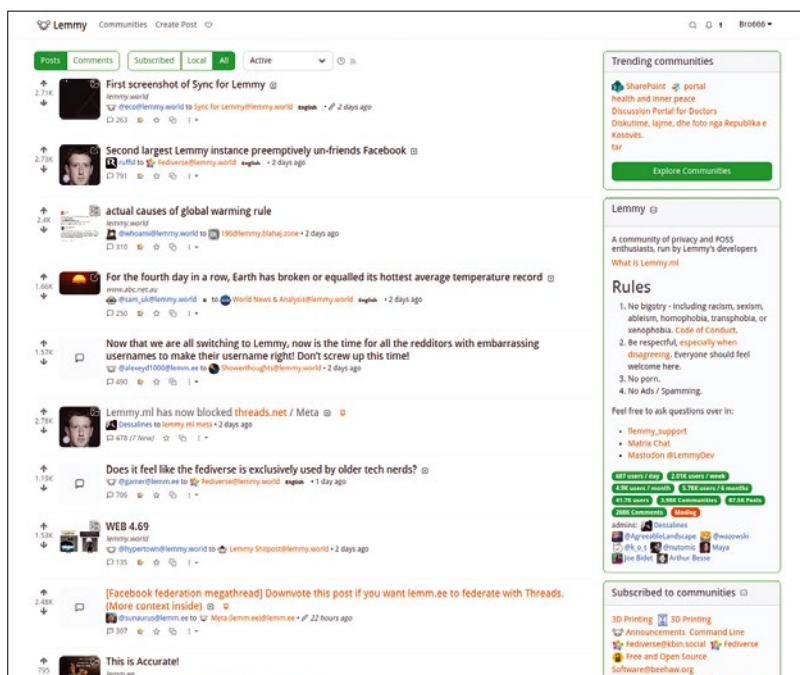 Lemmy Communities Create Post
1 Bro666
Posts Comments Subscribed Local All Active
2.71K
First screenshot of Sync for Lemmy
lemmy.world
@eco@lemmy.world to Sync for Lemmy@lemmy.world English • 2 days ago
263
2.73K
Second largest Lemmy instance preemptively un-friends Facebook
ruffsl to Fediverse@lemmy.world English • 2 days ago
791
2.4K
actual causes of global warming rule
lemmy.world
@whoami@lemmy.world to 196@lemmy.blahaj.zone • 2 days ago
310
1.66K
For the fourth day in a row, Earth has broken or equalled its hottest average temperature record
www.abc.net.au
@sam_uk@lemmy.world to World News & Analysis@lemmy.world English • 2 days ago
250
1.57K
Now that we are all switching to Lemmy, now is the time for all the redditors with embarrassing
usernames to make their username right! Don't screw up this time!
@alexeyd1000@lemm.ee to Showerthoughts@lemmy.world • 2 days ago
490
2.78K
Lemmy.ml has now blocked threads.net / Meta
Dessalines to lemmy.ml meta • 2 days ago
678 (7 New)
1.19K
Does it feel like the fediverse is exclusively used by older tech nerds?
@gamer@lemm.ee to Fediverse@lemmy.world English • 1 day ago
706
1.53K
WEB 4.69
lemmy.world
@hypertown@lemmy.world to Lemmy Shitpost@lemmy.world • 2 days ago
135
2.48K
[Facebook federation megathread] Downvote this post if you want lemm.ee to federate with Threads.
(More context inside)
@sunaurus@lemm.ee to Meta (lemm.ee)@lemm.ee • 22 hours ago
307
795
This is Accurate!
lemm.ee
Trending communities
SharePoint portal
health and inner peace
Discussion Portal for Doctors
Diskutime, lajme, dhe foto nga Republika e
Kosovës.
tar
Explore Communities
Lemmy
A community of privacy and FOSS
enthusiasts, run by Lemmy's developers
What is Lemmy.ml
Rules
1. No bigotry - including racism, sexism,
ableism, homophobia, transphobia, or
xenophobia. Code of Conduct.
2. Be respectful, especially when
disagreeing. Everyone should feel
welcome here.
3. No porn.
4. No Ads / Spamming.
Feel free to ask questions over in:
• !lemmy_support
• Matrix Chat
• Mastodon @LemmyDev
687 users / day 2.01K users / week
4.9K users / month 5.78K users / 6 months
41.7K users 3.98K Communities 87.5K Posts
268K Comments Modlog
admins: Dessalines
@AgreeableLandscape @wazowski
@k_o_t @nutomic Maya
Joe Bidet Arthur Besse
Subscribed to communities
3D Printing 3D Printing
Announcements Command Line
Fediverse@kbin.social Fediverse
Free and Open Source
Software@beehaw.org